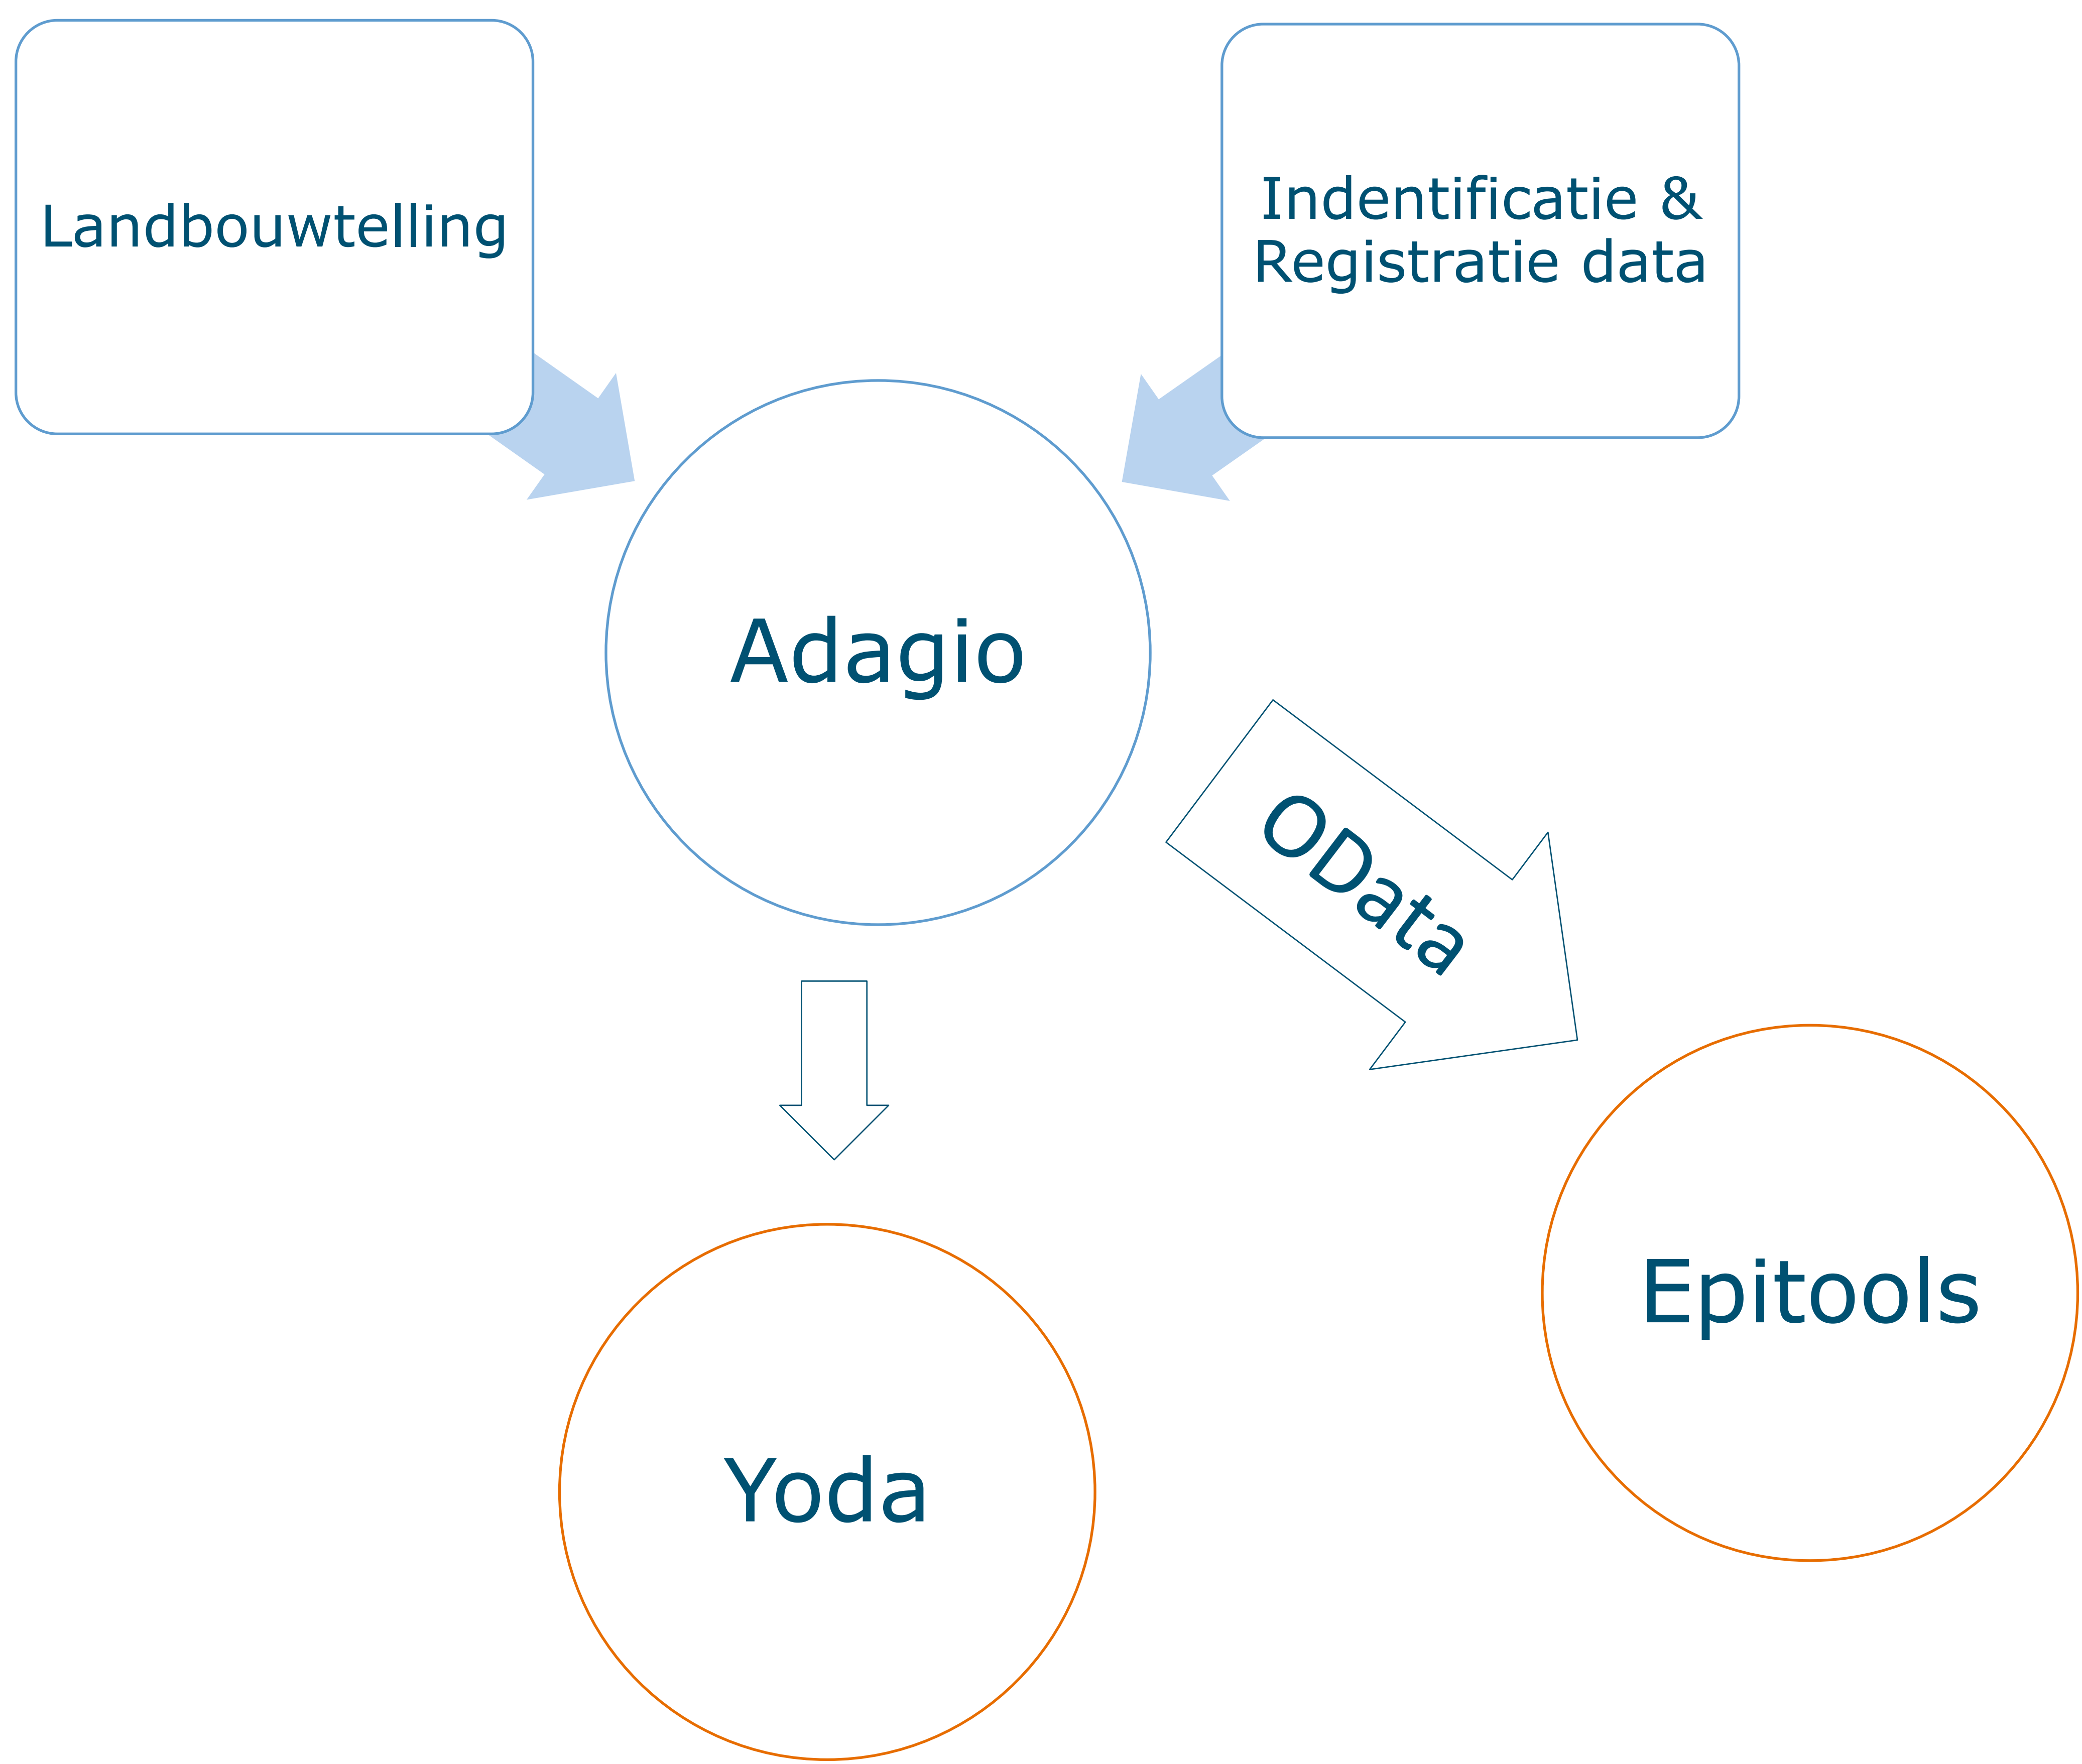 Landbouwtelling
Indentificatie &
Registratie data
Adagio
OData
Epitools
Yoda